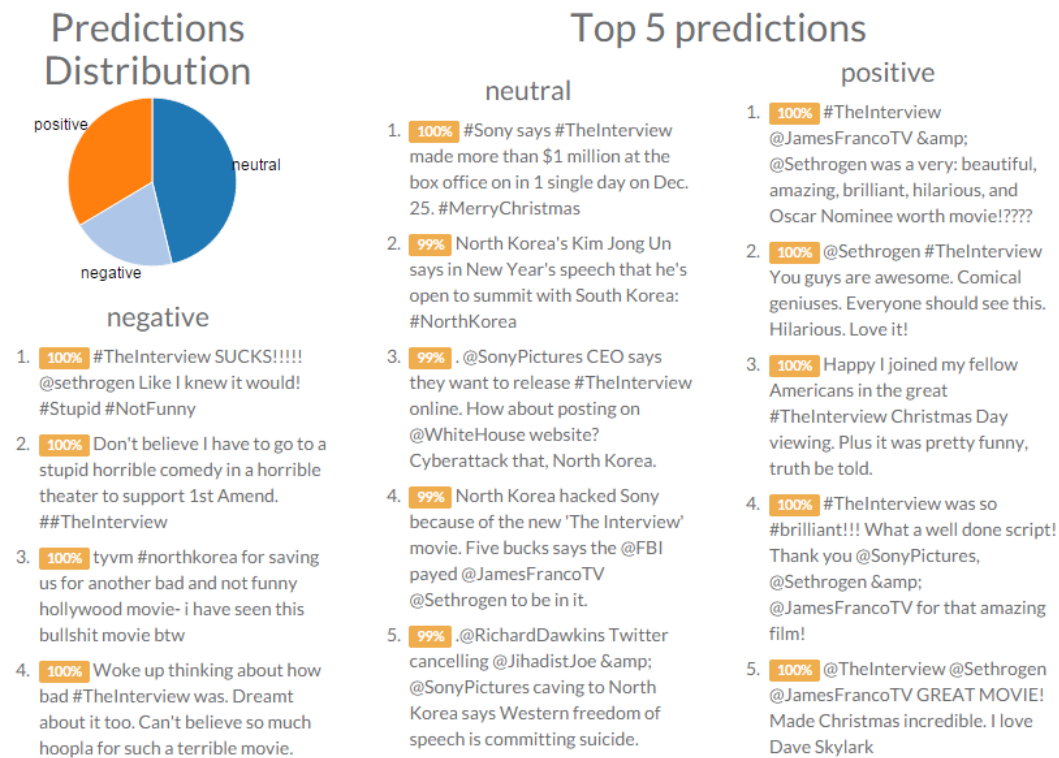 Predictions
Distribution
positive
neutral
negative
negative
1. 100% #TheInterview SUCKS!!!!!
@sethrogen Like I knew it would!
#Stupid #NotFunny
2. 100% Don't believe I have to go to a
stupid horrible comedy in a horrible
theater to support 1st Amend.
##TheInterview
3. 100% tyvm #northkorea for saving
us for another bad and not funny
hollywood movie- i have seen this
bullshit movie btw
4. 100% Woke up thinking about how
bad #TheInterview was. Dreamt
about it too. Can't believe so much
hoopla for such a terrible movie.
Top 5 predictions
neutral
1. 100% #Sony says #TheInterview
made more than $1 million at the
box office on in 1 single day on Dec.
25. #MerryChristmas
2. 99% North Korea's Kim Jong Un
says in New Year's speech that he's
open to summit with South Korea:
#NorthKorea
3. 99% . @SonyPictures CEO says
they want to release #TheInterview
online. How about posting on
@WhiteHouse website?
Cyberattack that, North Korea.
4. 99% North Korea hacked Sony
because of the new 'The Interview'
movie. Five bucks says the @FBI
payed @JamesFrancoTV
@Sethrogen to be in it.
5. 99% .@RichardDawkins Twitter
cancelling @JihadistJoe &amp;
@SonyPictures caving to North
Korea says Western freedom of
speech is committing suicide.
positive
1. 100% #TheInterview
@JamesFrancoTV &amp;
@Sethrogen was a very: beautiful,
amazing, brilliant, hilarious, and
Oscar Nominee worth movie!????
2. 100% @Sethrogen #TheInterview
You guys are awesome. Comical
geniuses. Everyone should see this.
Hilarious. Love it!
3. 100% Happy I joined my fellow
Americans in the great
#TheInterview Christmas Day
viewing. Plus it was pretty funny,
truth be told.
4. 100% #TheInterview was so
#brilliant!!! What a well done script!
Thank you @SonyPictures,
@Sethrogen &amp;
@JamesFrancoTV for that amazing
film!
5. 100% @TheInterview @Sethrogen
@JamesFrancoTV GREAT MOVIE!
Made Christmas incredible. I love
Dave Skylark